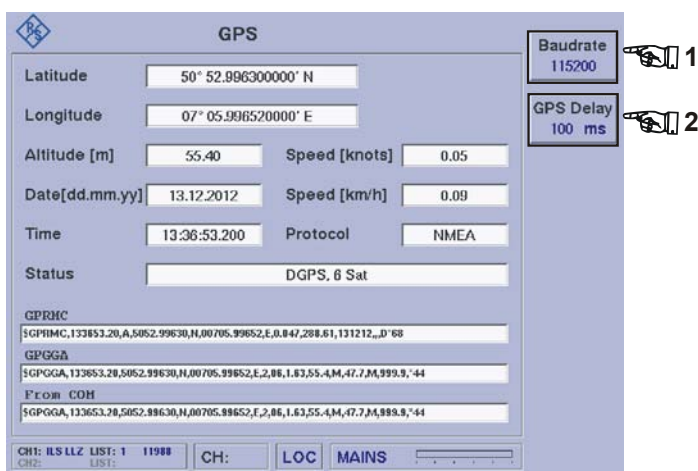 GPS
Baudrate
115200
1
Latitude
50° 52.996300000' N
GPS Delay
100 ms
2
Longitude
07° 05.996520000' E
Altitude [m] 55.40 Speed [knots] 0.05
Date[dd.mm.yy] 13.12.2012 Speed [km/h] 0.09
Time 13:36:53.200 Protocol NMEA
Status DGPS, 6 Sat
GPRMC
$GPRMC,133653.20,A,5052.99630,N,00705.99652,E,0.047,288.61,131212,,,D*68
GPGGA
$GPGGA,133653.20,5052.99630,N,00705.99652,E,2,06,1.63,55.4,M,47.7,M,999.9,*44
From COM
$GPGGA,133653.20,5052.99630,N,00705.99652,E,2,06,1.63,55.4,M,47.7,M,999.9,*44
CH1: ILS LLZ LIST: 1 11988
CH2: LIST:
CH: LOC MAINS